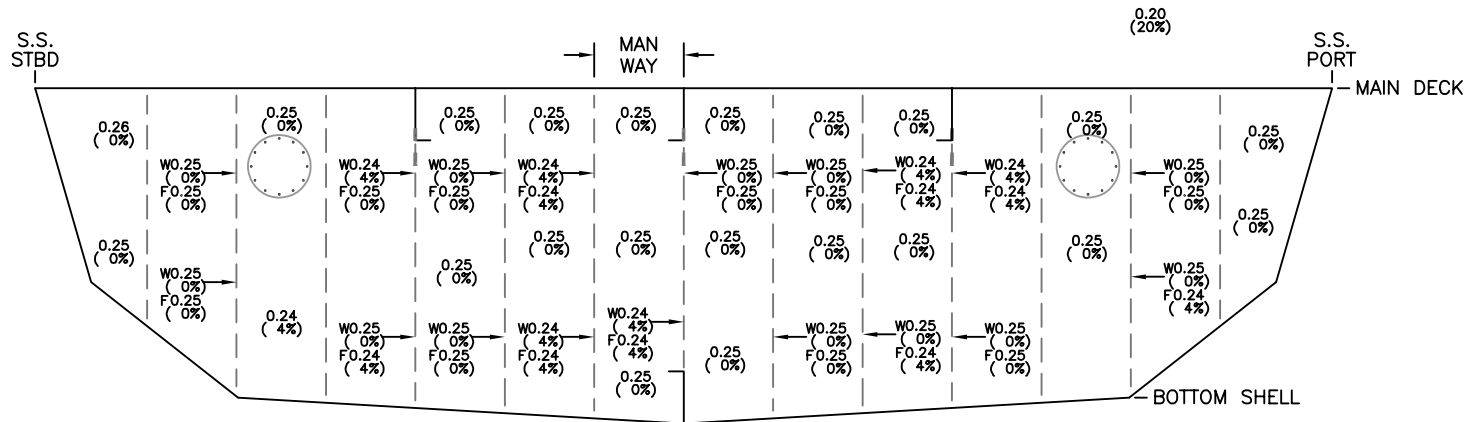 0.20
(20%)
S.S.
STBD
MAN
WAY
S.S.
PORT
MAIN DECK
0.26
( 0%)
0.25
( 0%)
0.25
( 0%)
0.25
( 0%)
0.25
( 0%)
0.25
( 0%)
0.25
( 0%)
0.25
( 0%)
0.25
( 0%)
0.25
( 0%)
W0.25
( 0%)
F0.25
( 0%)
W0.24
( 4%)
F0.25
( 0%)
W0.25
( 0%)
F0.25
( 0%)
W0.24
( 4%)
F0.24
( 4%)
W0.25
( 0%)
F0.25
( 0%)
W0.25
( 0%)
F0.25
( 0%)
W0.24
( 4%)
F0.24
( 4%)
W0.24
( 4%)
F0.24
( 4%)
W0.25
( 0%)
F0.25
( 0%)
0.25
( 0%)
0.25
( 0%)
0.25
( 0%)
0.25
( 0%)
0.25
( 0%)
0.25
( 0%)
0.25
( 0%)
0.25
( 0%)
0.25
( 0%)
0.25
( 0%)
W0.25
( 0%)
F0.25
( 0%)
W0.25
( 0%)
F0.24
( 4%)
0.24
( 4%)
W0.25
( 0%)
F0.24
( 4%)
W0.25
( 0%)
F0.25
( 0%)
W0.24
( 4%)
F0.24
( 4%)
W0.24
( 4%)
F0.24
( 4%)
0.25
( 0%)
0.25
( 0%)
W0.25
( 0%)
F0.25
( 0%)
W0.25
( 0%)
F0.24
( 4%)
W0.25
( 0%)
F0.25
( 0%)
BOTTOM SHELL